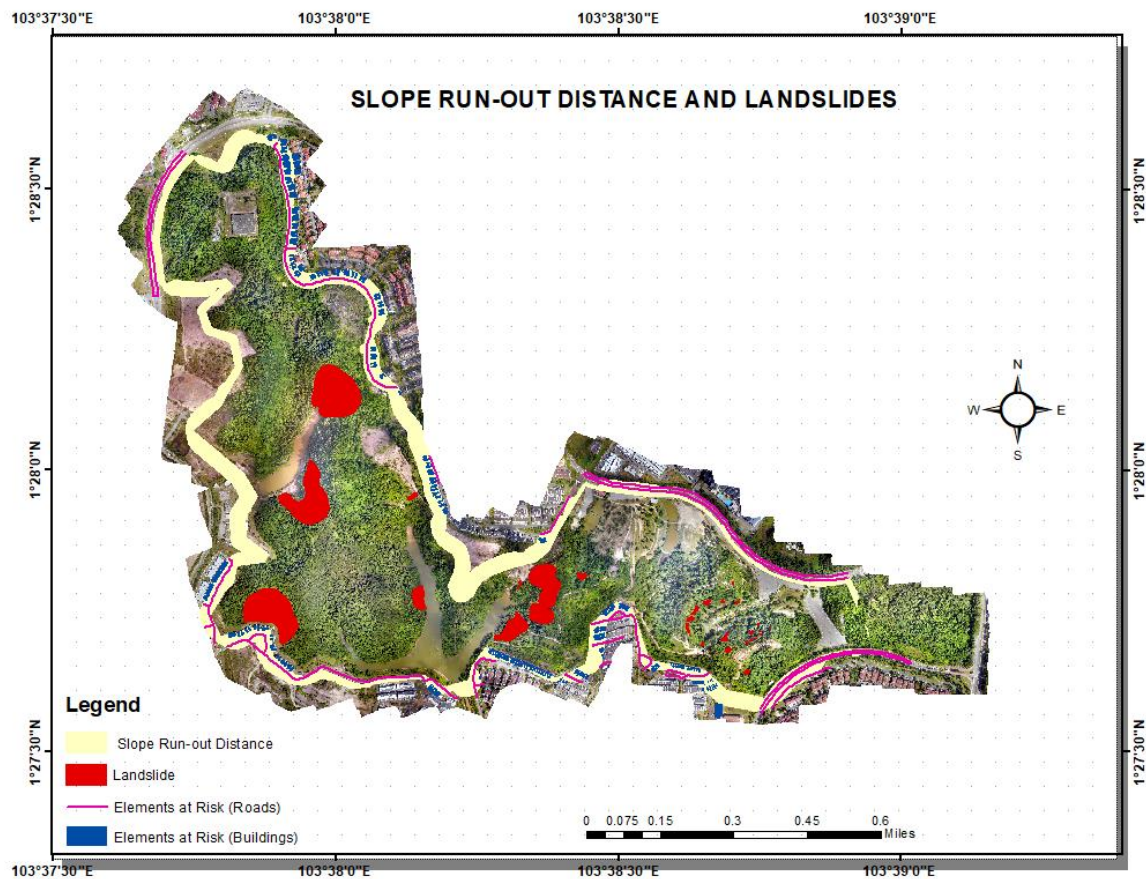 103°37'30"E 103°38'0"E 103°38'30"E 103°39'0"E
SLOPE RUN-OUT DISTANCE AND LANDSLIDES
1°28'30"N 1°28'30"N
N
W E
S
1°28'0"N 1°28'0"N
1°27'30"N 1°27'30"N
Legend
Slope Run-out Distance
Landslide
Elements at Risk (Roads)
Elements at Risk (Buildings)
0 0.075 0.15 0.3 0.45 0.6
Miles
103°37'30"E 103°38'0"E 103°38'30"E 103°39'0"E